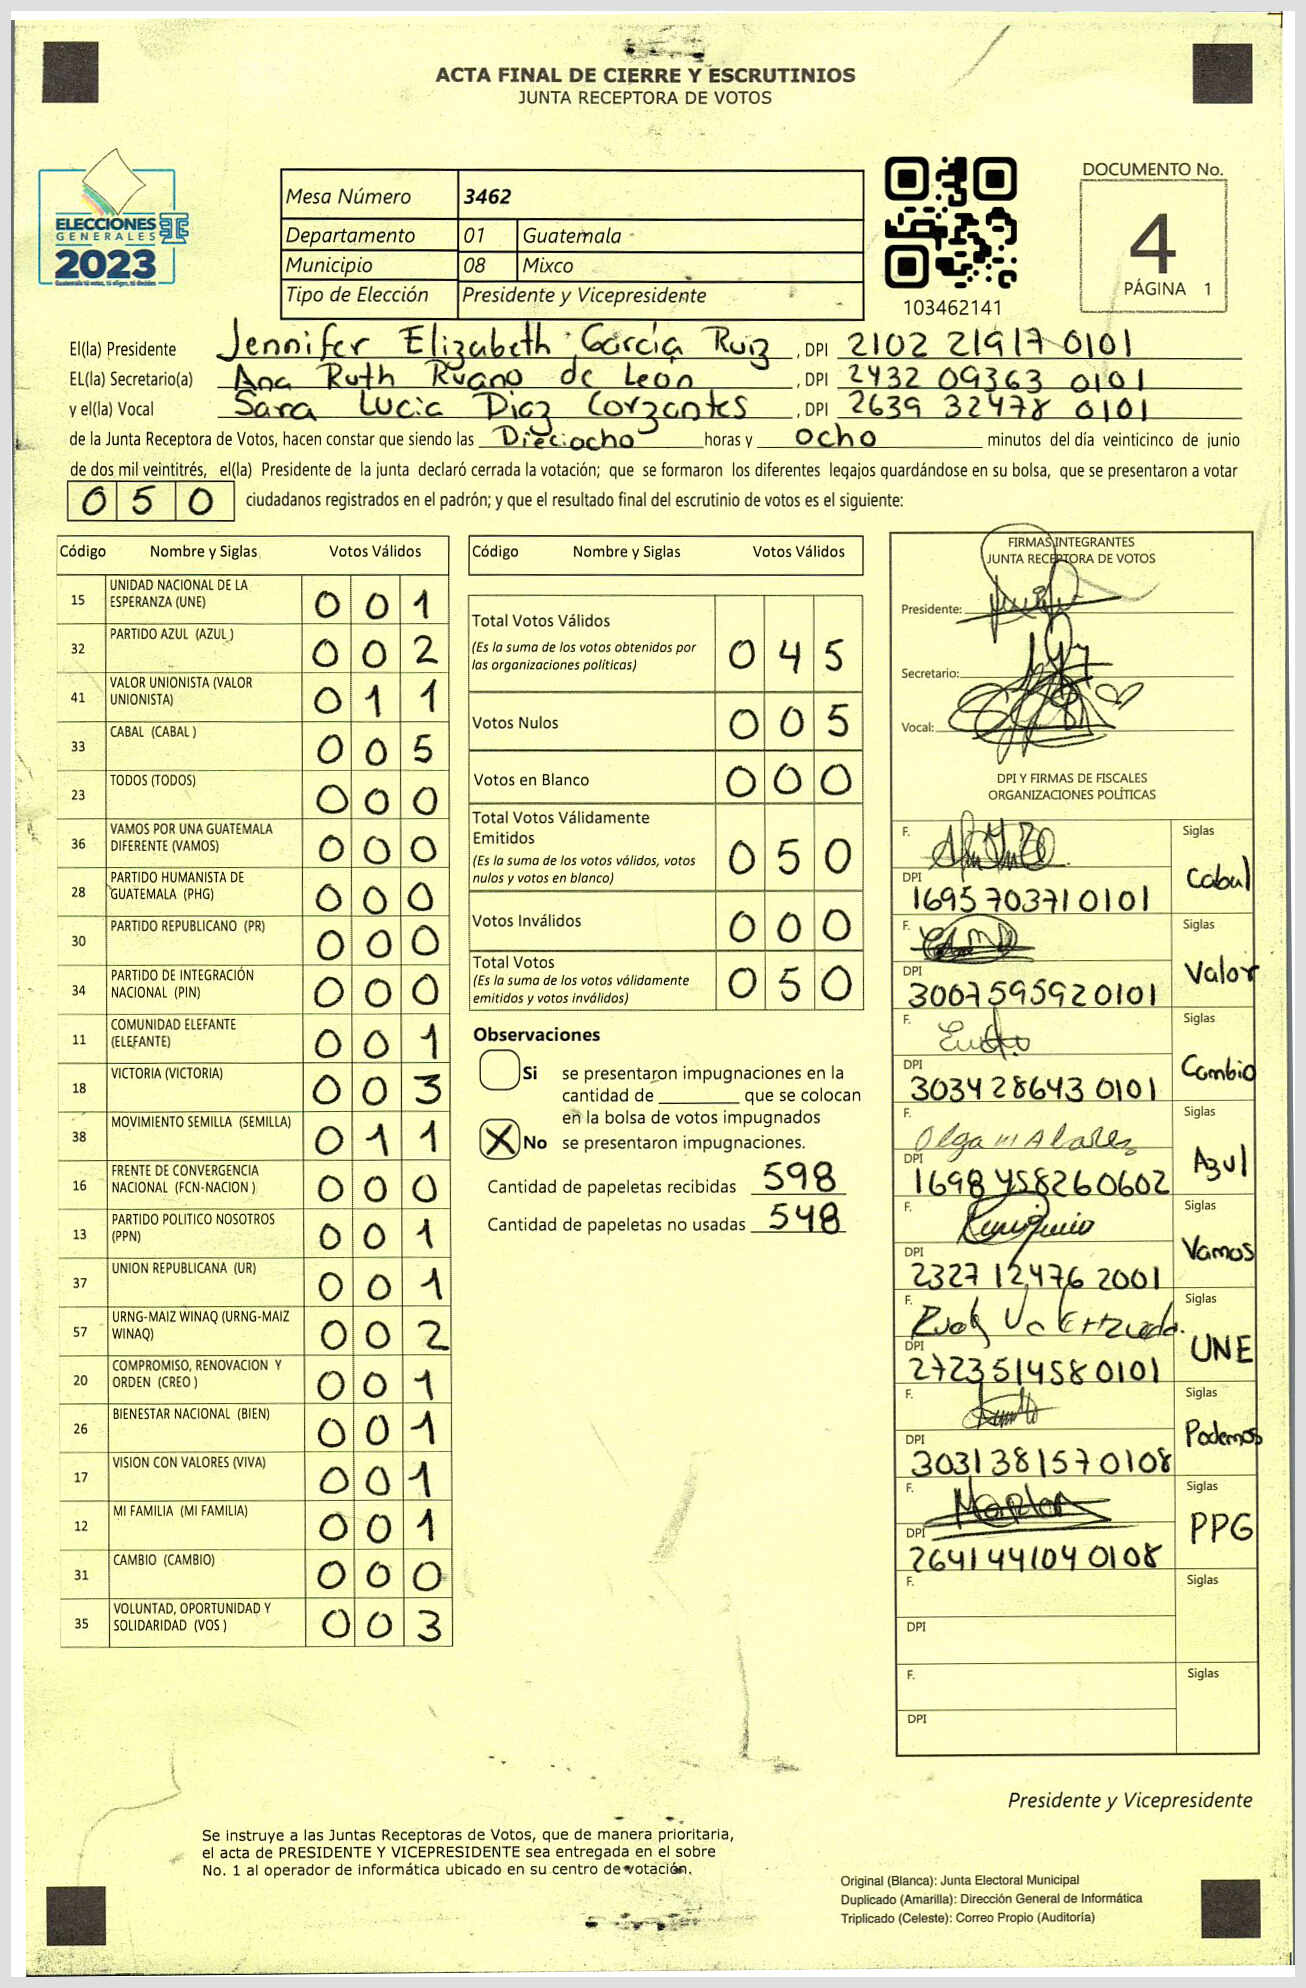 ACTA FINAL DE CIERRE Y ESCRUTINIOS
JUNTA RECEPTORA DE VOTOS
ELECCIONES
GENERALES
2023
Mesa Número 3462
Departamento 01 Guatemala
Municipio 08 Mixco
Tipo de Elección Presidente y Vicepresidente
103462141
DOCUMENTO No.
4
PÁGINA 1
El(la) Presidente Jennifer Elizabeth García Ruiz , DPI 2102 21917 0101
EL(la) Secretario(a) Ana Ruth Ruano de León , DPI 2432 09363 0101
y el(la) Vocal Sara Lucia Diaz Corzantes , DPI 2639 32478 0101
de la Junta Receptora de Votos, hacen constar que siendo las Dieciocho horas y ocho minutos del día veinticinco de junio
de dos mil veintitrés, el(la) Presidente de la junta declaró cerrada la votación; que se formaron los diferentes legajos guardándose en su bolsa, que se presentaron a votar
0 5 0 ciudadanos registrados en el padrón; y que el resultado final del escrutinio de votos es el siguiente:
Código Nombre y Siglas Votos Válidos
15 UNIDAD NACIONAL DE LA ESPERANZA (UNE) 0 0 1
32 PARTIDO AZUL (AZUL ) 0 0 2
41 VALOR UNIONISTA (VALOR UNIONISTA) 0 1 1
33 CABAL (CABAL ) 0 0 5
23 TODOS (TODOS) 0 0 0
36 VAMOS POR UNA GUATEMALA DIFERENTE (VAMOS) 0 0 0
28 PARTIDO HUMANISTA DE GUATEMALA (PHG) 0 0 0
30 PARTIDO REPUBLICANO (PR) 0 0 0
34 PARTIDO DE INTEGRACIÓN NACIONAL (PIN) 0 0 0
11 COMUNIDAD ELEFANTE (ELEFANTE) 0 0 1
18 VICTORIA (VICTORIA) 0 0 3
38 MOVIMIENTO SEMILLA (SEMILLA) 0 1 1
16 FRENTE DE CONVERGENCIA NACIONAL (FCN-NACION ) 0 0 0
13 PARTIDO POLITICO NOSOTROS (PPN) 0 0 1
37 UNION REPUBLICANA (UR) 0 0 1
57 URNG-MAIZ WINAQ (URNG-MAIZ WINAQ) 0 0 2
20 COMPROMISO, RENOVACION Y ORDEN (CREO ) 0 0 1
26 BIENESTAR NACIONAL (BIEN) 0 0 1
17 VISION CON VALORES (VIVA) 0 0 1
12 MI FAMILIA (MI FAMILIA) 0 0 1
31 CAMBIO (CAMBIO) 0 0 0
35 VOLUNTAD, OPORTUNIDAD Y SOLIDARIDAD (VOS ) 0 0 3
Código Nombre y Siglas Votos Válidos
Total Votos Válidos 0 4 5
(Es la suma de los votos obtenidos por
las organizaciones políticas)
Votos Nulos 0 0 5
Votos en Blanco 0 0 0
Total Votos Válidamente
Emitidos 0 5 0
(Es la suma de los votos válidos, votos
nulos y votos en blanco)
Votos Inválidos 0 0 0
Total Votos 0 5 0
(Es la suma de los votos válidamente
emitidos y votos inválidos)
Observaciones
Si se presentaron impugnaciones en la
cantidad de ________ que se colocan
en la bolsa de votos impugnados
X No se presentaron impugnaciones.
Cantidad de papeletas recibidas 598
Cantidad de papeletas no usadas 548
FIRMAS INTEGRANTES
JUNTA RECEPTORA DE VOTOS
Presidente:
Secretario:
Vocal:
DPI Y FIRMAS DE FISCALES
ORGANIZACIONES POLÍTICAS
F. Siglas
DPI 1695 70371 0101 Cabal
F. Siglas
DPI 3007595920101 Valor
F. Siglas
DPI 3034 28643 0101 Cambio
F. Olga M Alvarez Siglas
DPI 1698 45826 0602 Azul
F. Siglas
DPI 2327 12476 2001 Vamos
F. Siglas
DPI 2723514580101 UNE
F. Siglas
DPI 3031381570108 Podemos
F. Siglas
DPI 2641441040108 PPG
F. Siglas
DPI
F. Siglas
DPI
Presidente y Vicepresidente
Se instruye a las Juntas Receptoras de Votos, que de manera prioritaria,
el acta de PRESIDENTE Y VICEPRESIDENTE sea entregada en el sobre
No. 1 al operador de informática ubicado en su centro de votación.
Original (Blanca): Junta Electoral Municipal
Duplicado (Amarilla): Dirección General de Informática
Triplicado (Celeste): Correo Propio (Auditoría)